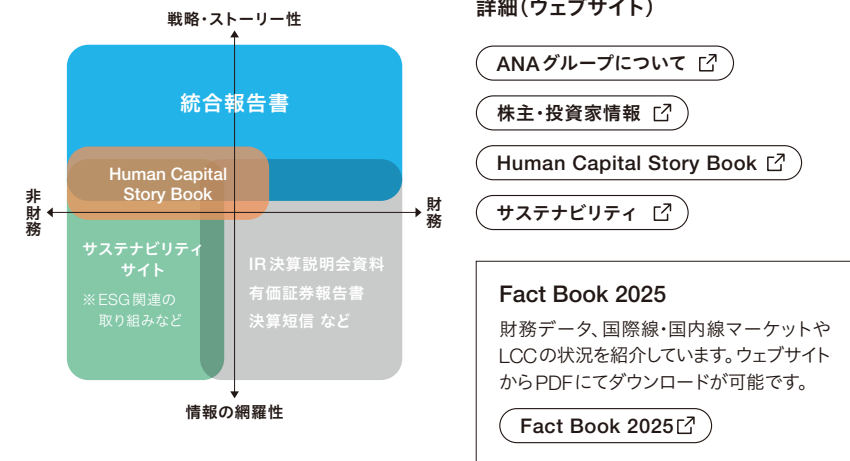 戦略・ストーリー性
統合報告書
Human Capital
Story Book
非財務
財務
サステナビリティ
サイト
※ESG関連の
取り組みなど
IR決算説明会資料
有価証券報告書
決算短信 など
情報の網羅性
詳細（ウェブサイト）
ANAグループについて
株主・投資家情報
Human Capital Story Book
サステナビリティ
Fact Book 2025
財務データ、国際線・国内線マーケットや
LCCの状況を紹介しています。ウェブサイト
からPDFにてダウンロードが可能です。
Fact Book 2025